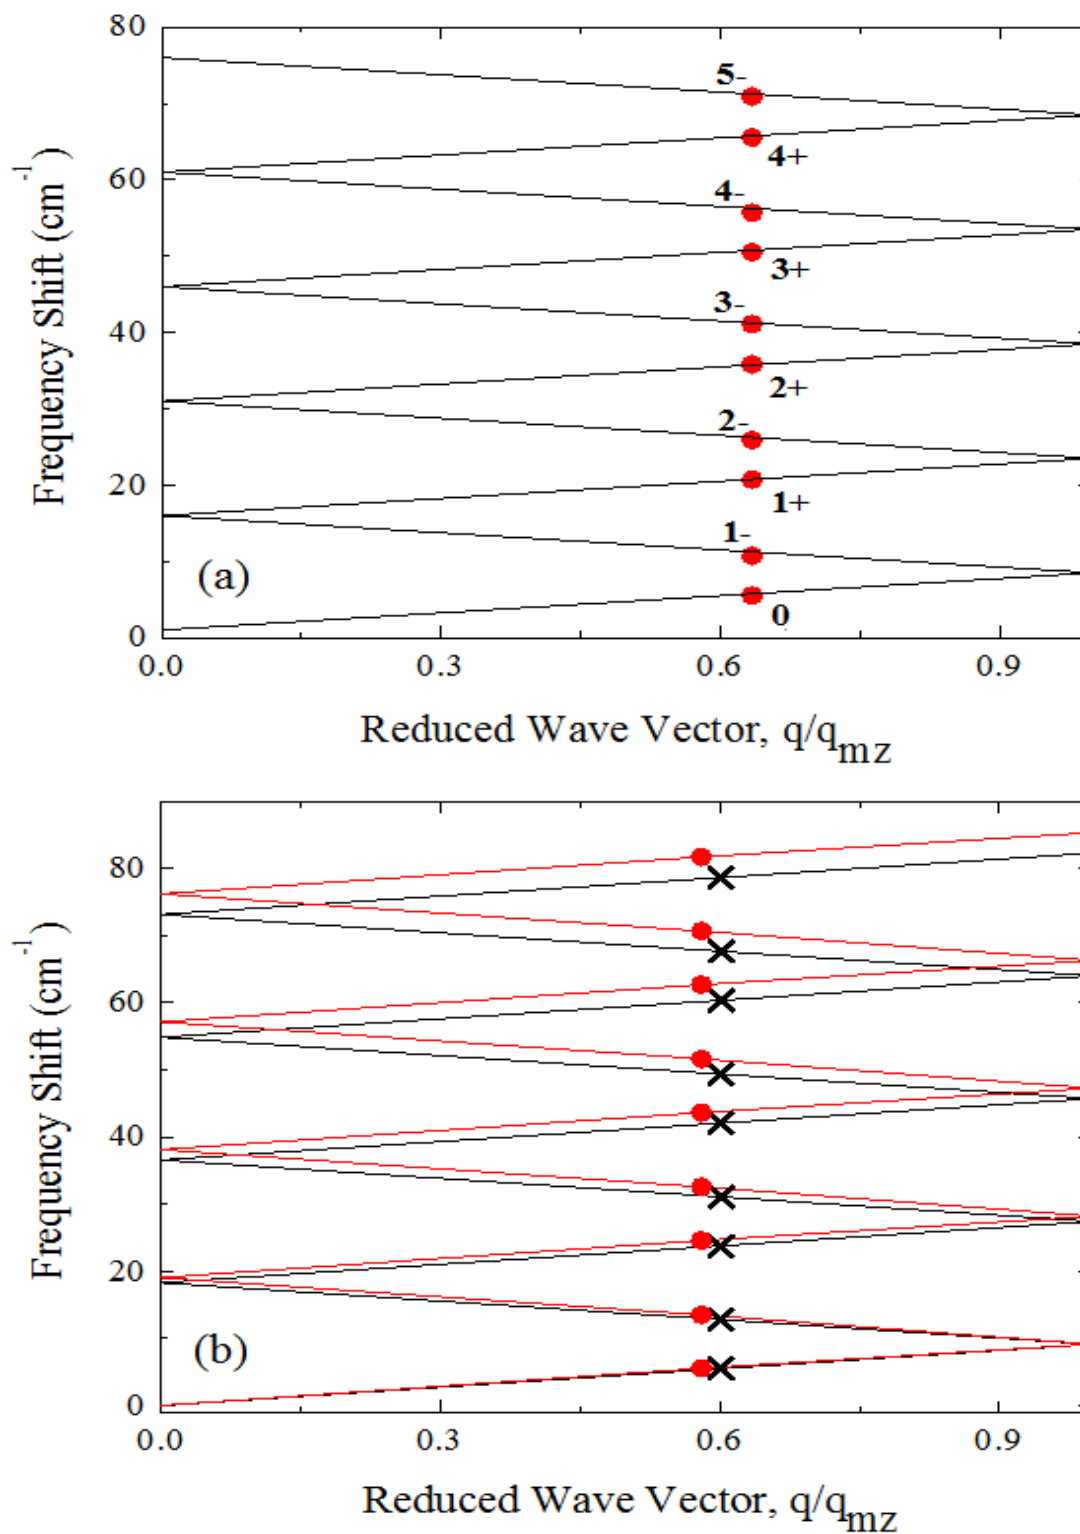 80
5-
4+
60
4-
3+
3-
40
2+
2-
20
1+
1-
(a)
0
0
0.0 0.3 0.6 0.9
Frequency Shift (cm-1)
Reduced Wave Vector, q/qmz
80
60
40
20
(b)
0
0.0 0.3 0.6 0.9
Frequency Shift (cm-1)
Reduced Wave Vector, q/qmz